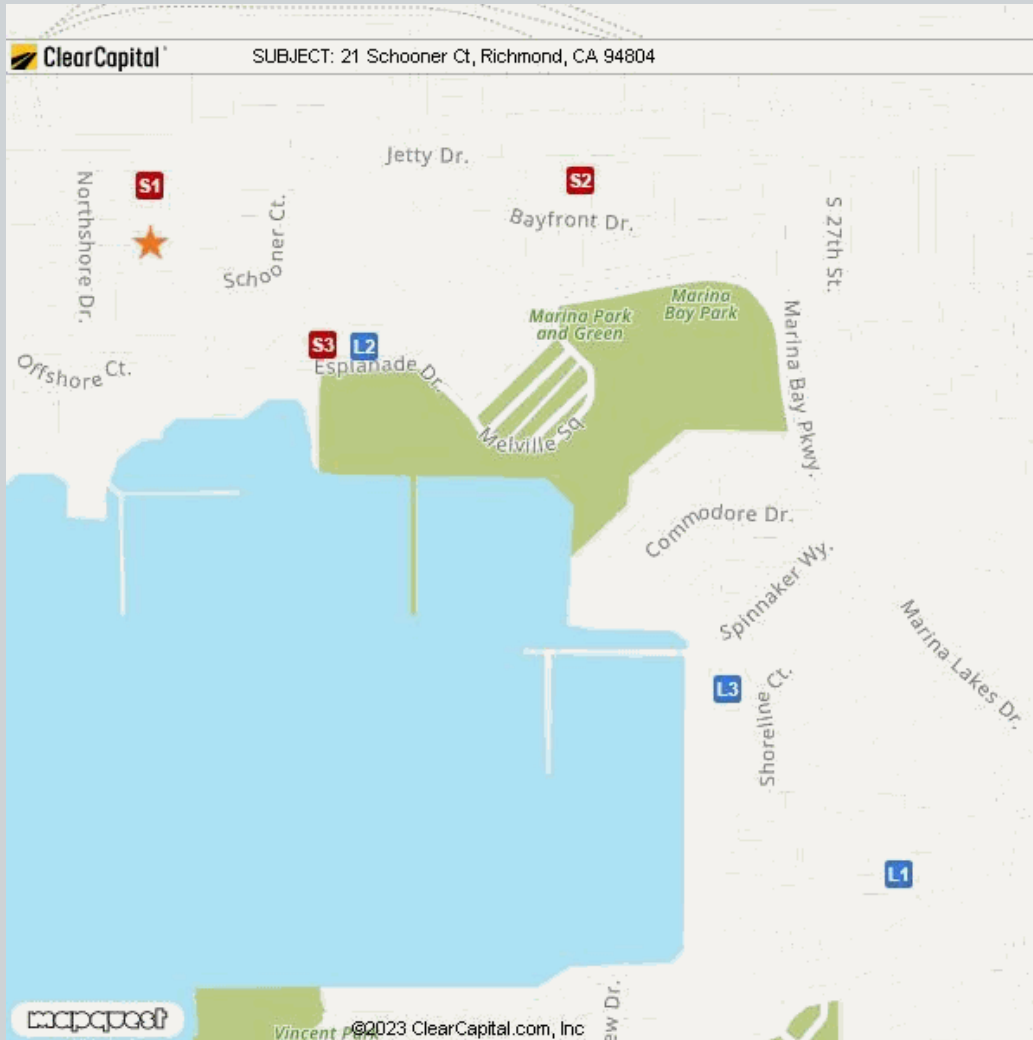 ClearCapital
SUBJECT: 21 Schooner Ct, Richmond, CA 94804
Jetty Dr.
S1
S2
Northshore Dr.
Schooner Ct.
Bayfront Dr.
S 27th St.
Marina
Bay Park
Marina Park
and Green
Marina Bay Pkwy.
S3
L2
Esplanade Dr.
Offshore Ct.
Melville Sq
Commodore Dr.
Spinnaker Wy.
Marina Lakes Dr.
L3
Shoreline Ct.
L1
ew Dr.
mapquest
Vincent Park
©2023 ClearCapital.com, Inc